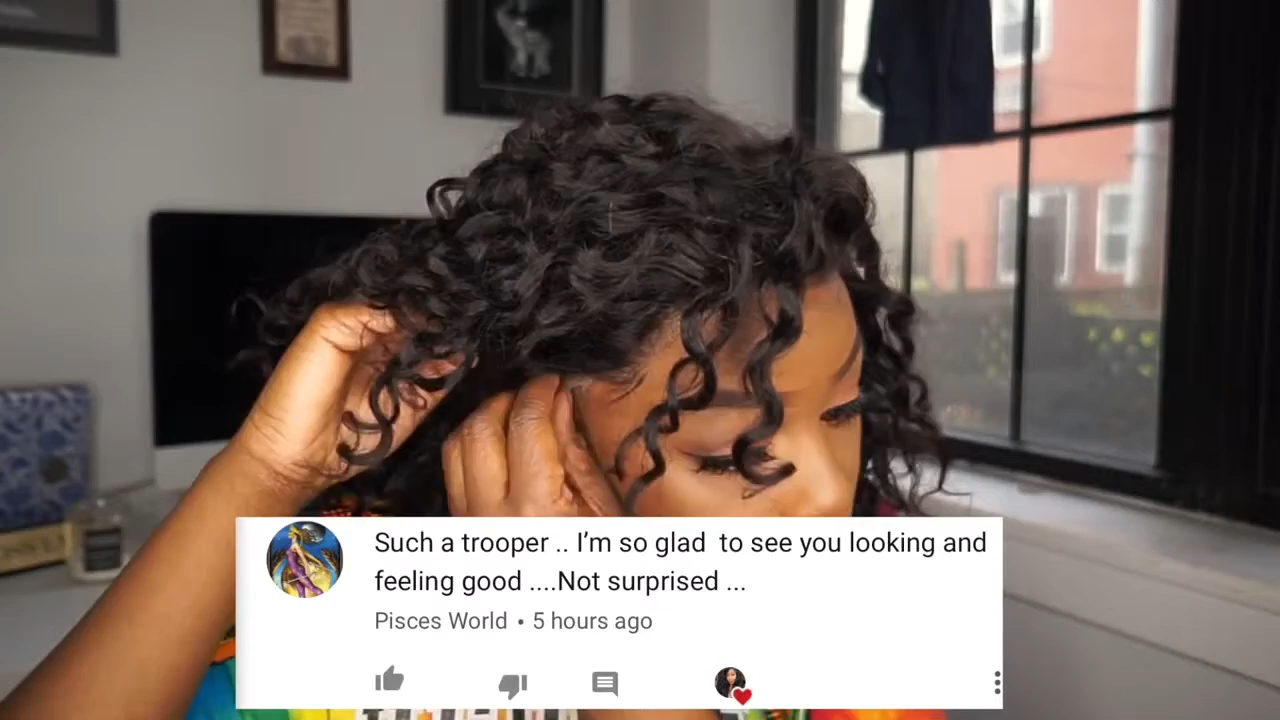 Such a trooper .. I’m so glad  to see you looking and
feeling good ....Not surprised ...
Pisces World • 5 hours ago